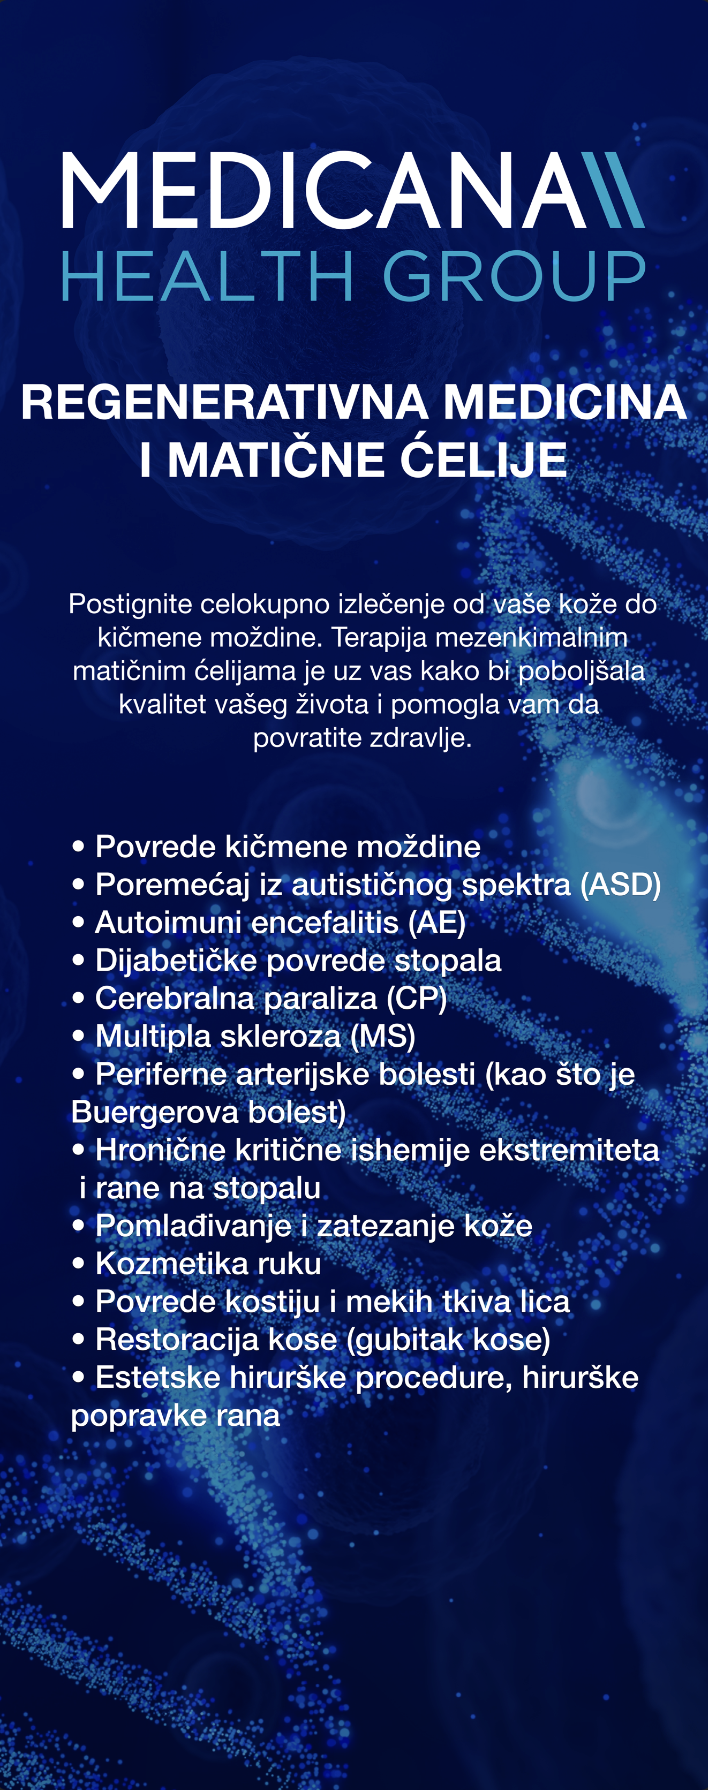 MEDICANA
HEALTH GROUP
REGENERATIVNA MEDICINA
I MATIČNE ĆELIJE
Postignite celokupno izlečenje od vaše kože do
kičmene moždine. Terapija mezenkimalnim
matičnim ćelijama je uz vas kako bi poboljšala
kvalitet vašeg života i pomogla vam da
povratite zdravlje.
• Povrede kičmene moždine
• Poremećaj iz autističnog spektra (ASD)
• Autoimuni encefalitis (AE)
• Dijabetičke povrede stopala
• Cerebralna paraliza (CP)
• Multipla skleroza (MS)
• Periferne arterijske bolesti (kao što je
Buergerova bolest)
• Hronične kritične ishemije ekstremiteta
i rane na stopalu
• Pomlađivanje i zatezanje kože
• Kozmetika ruku
• Povrede kostiju i mekih tkiva lica
• Restoracija kose (gubitak kose)
• Estetske hirurške procedure, hirurške
popravke rana